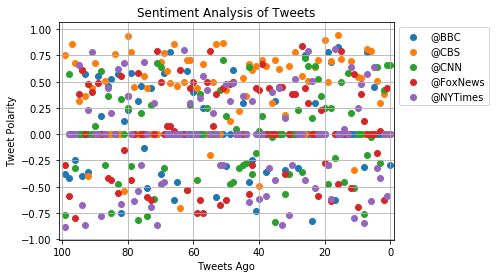 Sentiment Analysis of Tweets
1.00
0.75
0.50
0.25
0.00
−0.25
−0.50
−0.75
−1.00
Tweet Polarity
100
80
60
40
20
0
Tweets Ago
@BBC
@CBS
@CNN
@FoxNews
@NYTimes